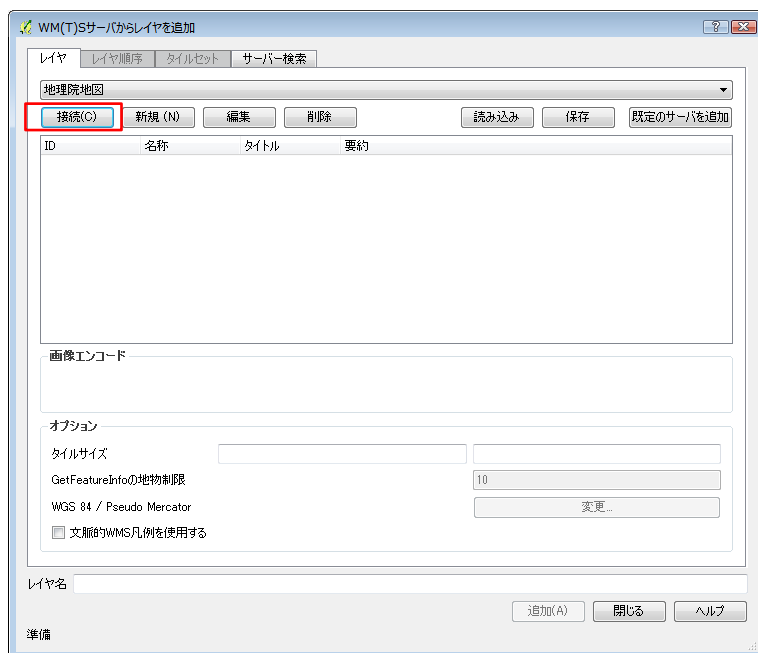 WM(T)Sサーバからレイヤを追加
レイヤ レイヤ順序 タイルセット サーバー検索
地理院地図
接続(C) 新規 (N) 編集 削除 読み込み 保存 既定のサーバを追加
ID 名称 タイトル 要約
画像エンコード
オプション
タイルサイズ
GetFeatureInfoの地物制限 10
WGS 84 / Pseudo Mercator 変更...
文脈的WMS凡例を使用する
レイヤ名
追加(A) 閉じる ヘルプ
準備